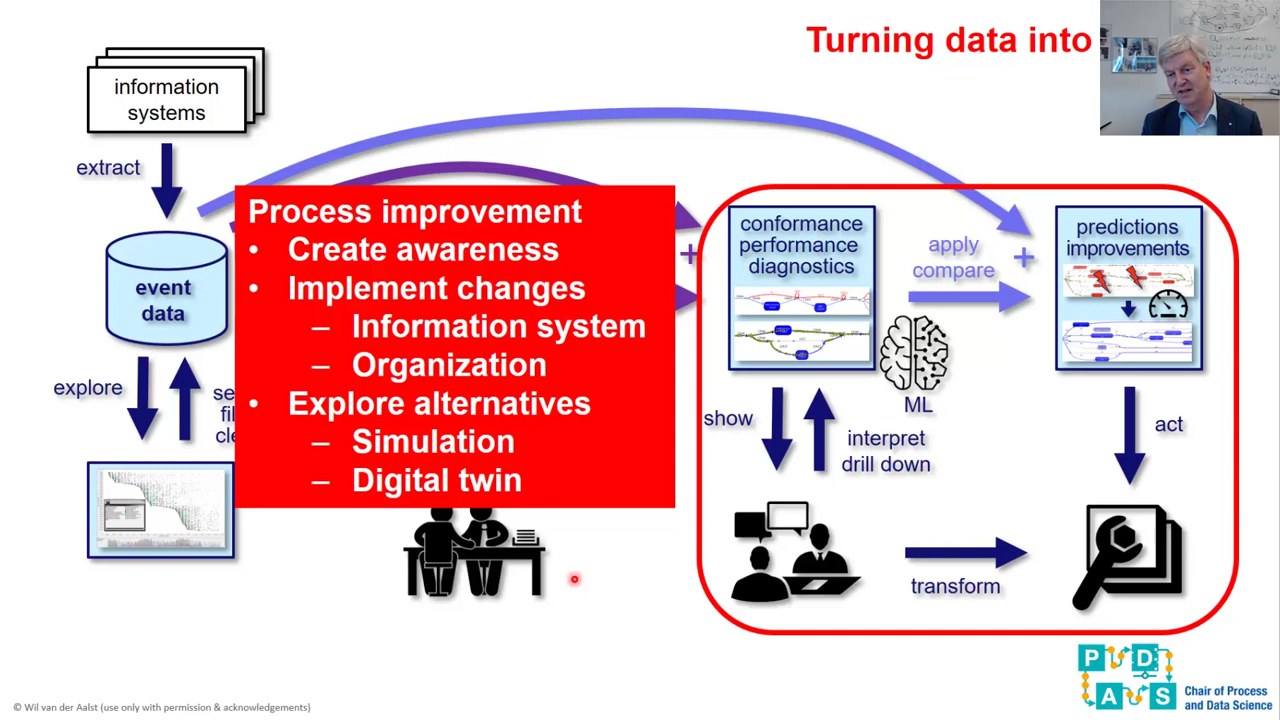 Turning data into
information
systems
extract
event
data
explore
se
fil
cle
Process improvement
• Create awareness
• Implement changes
– Information system
– Organization
• Explore alternatives
– Simulation
– Digital twin
+
conformance
performance
diagnostics
apply
compare
+
predictions
improvements
ML
show
interpret
drill down
act
transform
P D
A S
Chair of Process
and Data Science
© Wil van der Aalst (use only with permission & acknowledgements)